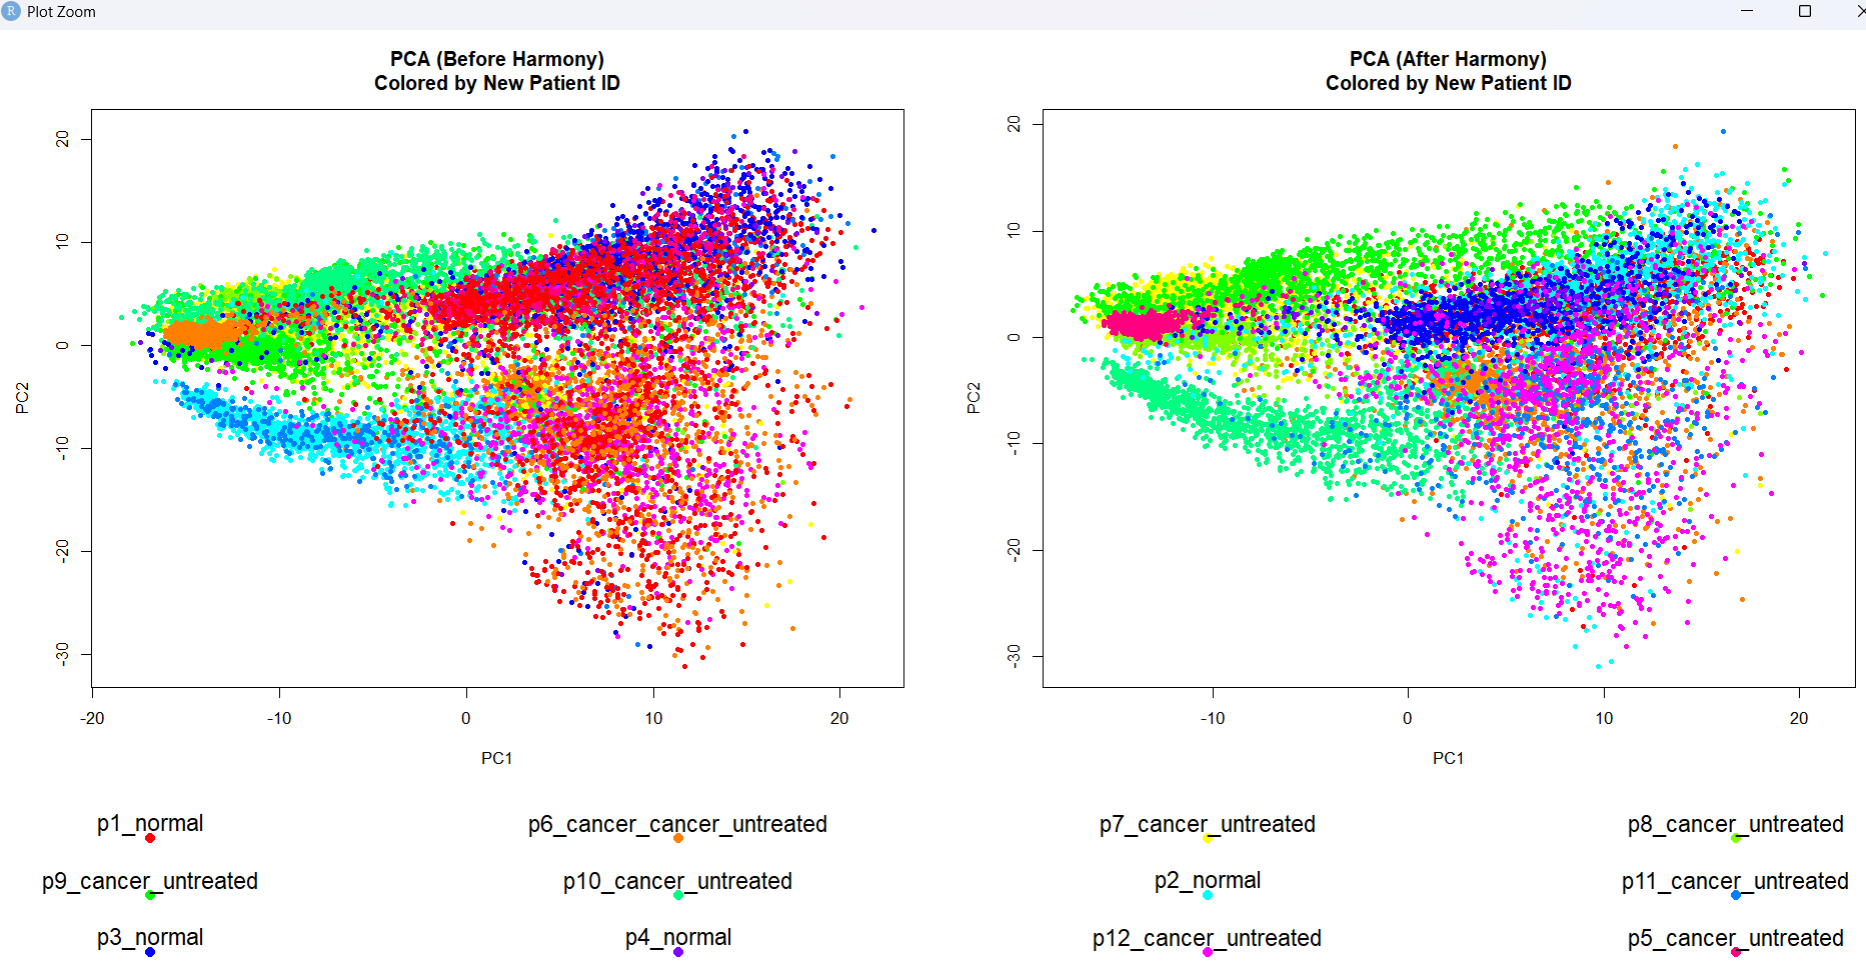 R Plot Zoom
PCA (Before Harmony)
Colored by New Patient ID
PC2
20
10
0
-10
-20
-30
-20
-10
0
10
20
PC1
PCA (After Harmony)
Colored by New Patient ID
PC2
20
10
0
-10
-20
-30
-10
0
10
20
PC1
p1_normal
p6_cancer_cancer_untreated
p7_cancer_untreated
p8_cancer_untreated
p9_cancer_untreated
p10_cancer_untreated
p2_normal
p11_cancer_untreated
p3_normal
p4_normal
p12_cancer_untreated
p5_cancer_untreated